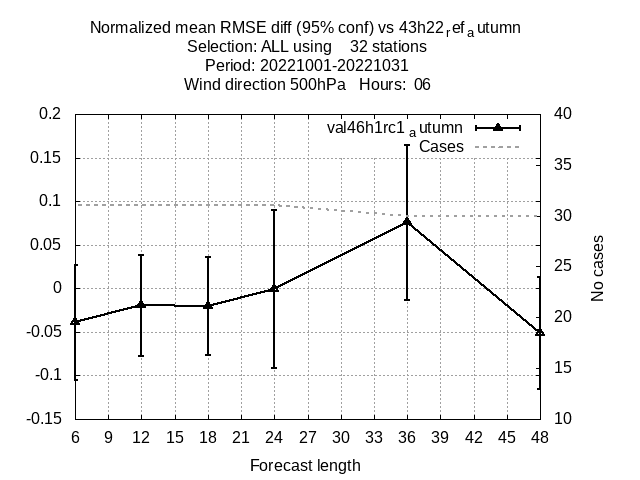 Normalized mean RMSE diff (95% conf) vs 43h22refautumn
Selection: ALL using 32 stations
Period: 20221001-20221031
Wind direction 500hPa Hours: 06
0.2
0.15
0.1
0.05
0
-0.05
-0.1
-0.15
40
35
30
25
20
15
10
val46h1rc1autumn
Cases
No cases
6 9 12 15 18 21 24 27 30 33 36 39 42 45 48
Forecast length